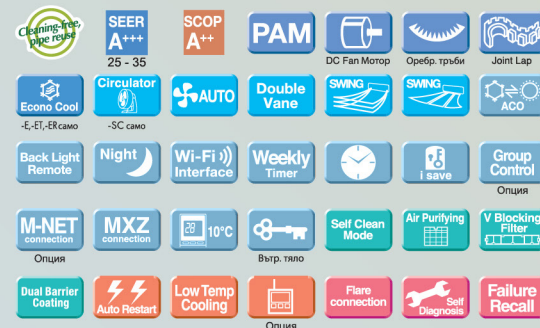 Cleaning-free,
pipe reuse
SEER
A+++
25 - 35
SCOP
A++
PAM
DC Fan Мотор
Оребр. тръби
Joint Lap
Econo Cool
-E,-ET,-ER само
Circulator
-SC само
AUTO
Double
Vane
SWING
SWING
ACO
Back Light
Remote
Night
Wi-Fi
Interface
Weekly
Timer
i save
Group
Control
Опция
M-NET
connection
Опция
MXZ
connection
28
10°C
Вътр. тяло
Self Clean
Mode
Air Purifying
V Blocking
Filter
Dual Barrier
Coating
Auto Restart
Low Temp
Cooling
Опция
Flare
connection
Self
Diagnosis
Failure
Recall